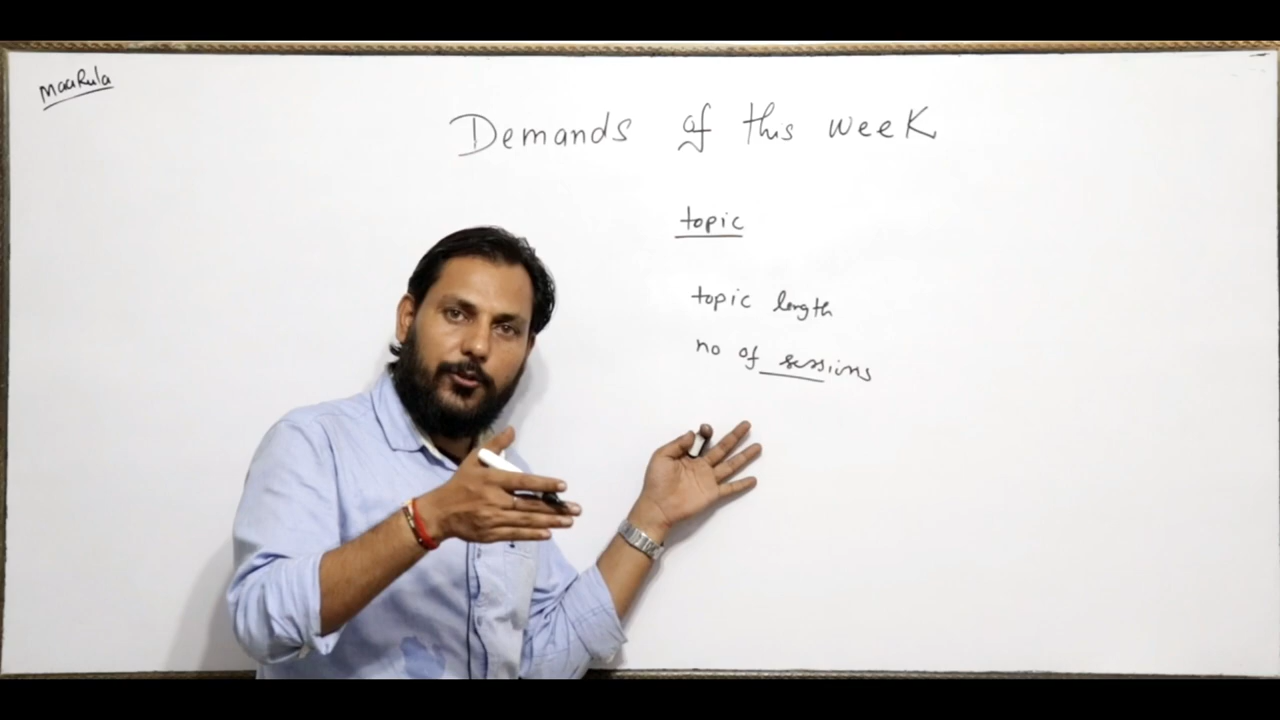 MaaRula
Demands of this week
topic
topic length
no of sessions